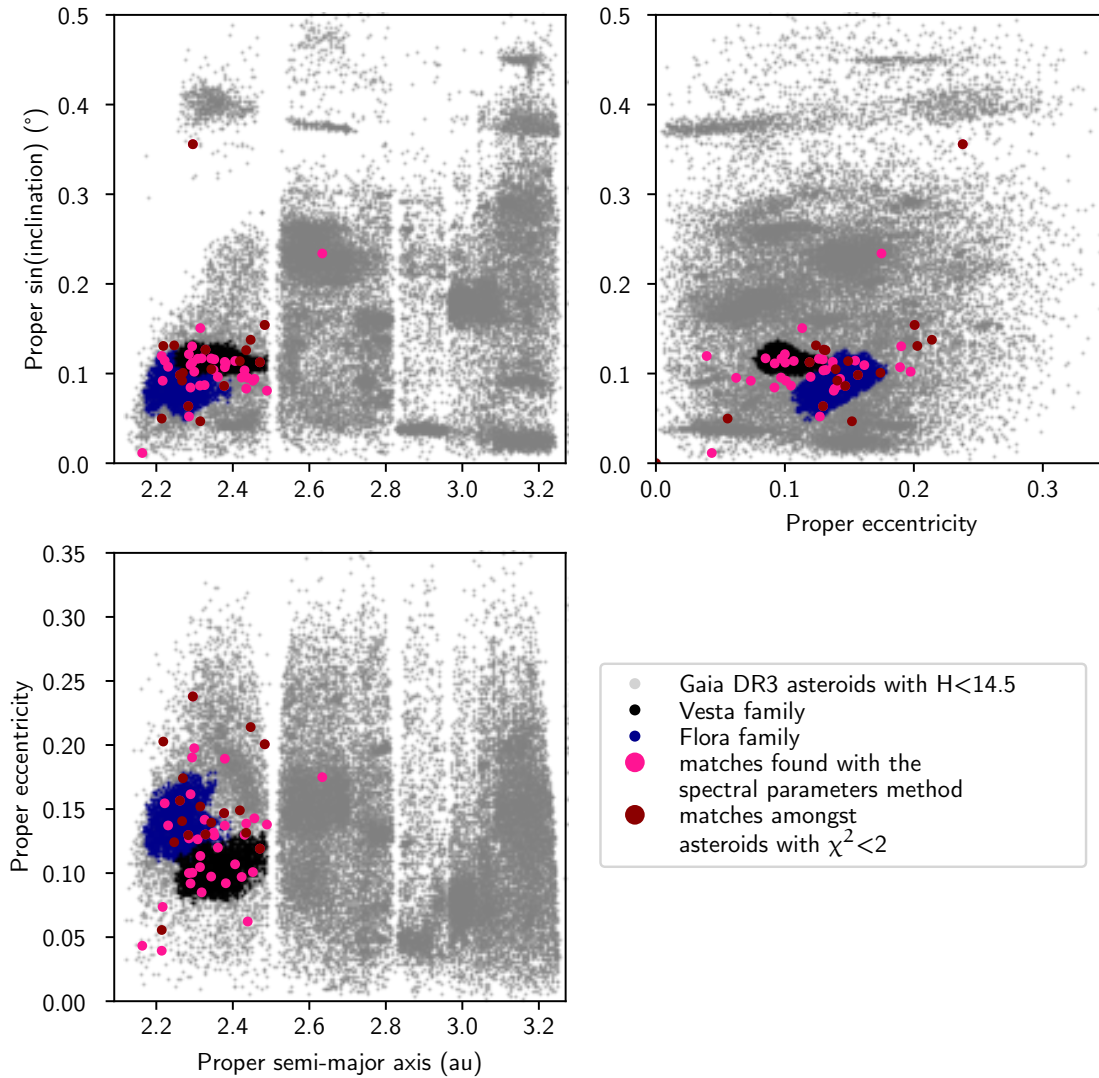 0.5
0.4
0.3
0.2
0.1
0.0
Proper sin(inclination) (°)
2.2 2.4 2.6 2.8 3.0 3.2
0.5
0.4
0.3
0.2
0.1
0.0
0.0 0.1 0.2 0.3
Proper eccentricity
0.35
0.30
0.25
0.20
0.15
0.10
0.05
0.00
Proper eccentricity
2.2 2.4 2.6 2.8 3.0 3.2
Proper semi-major axis (au)
Gaia DR3 asteroids with H<14.5
Vesta family
Flora family
matches found with the
spectral parameters method
matches amongst
asteroids with χ²<2